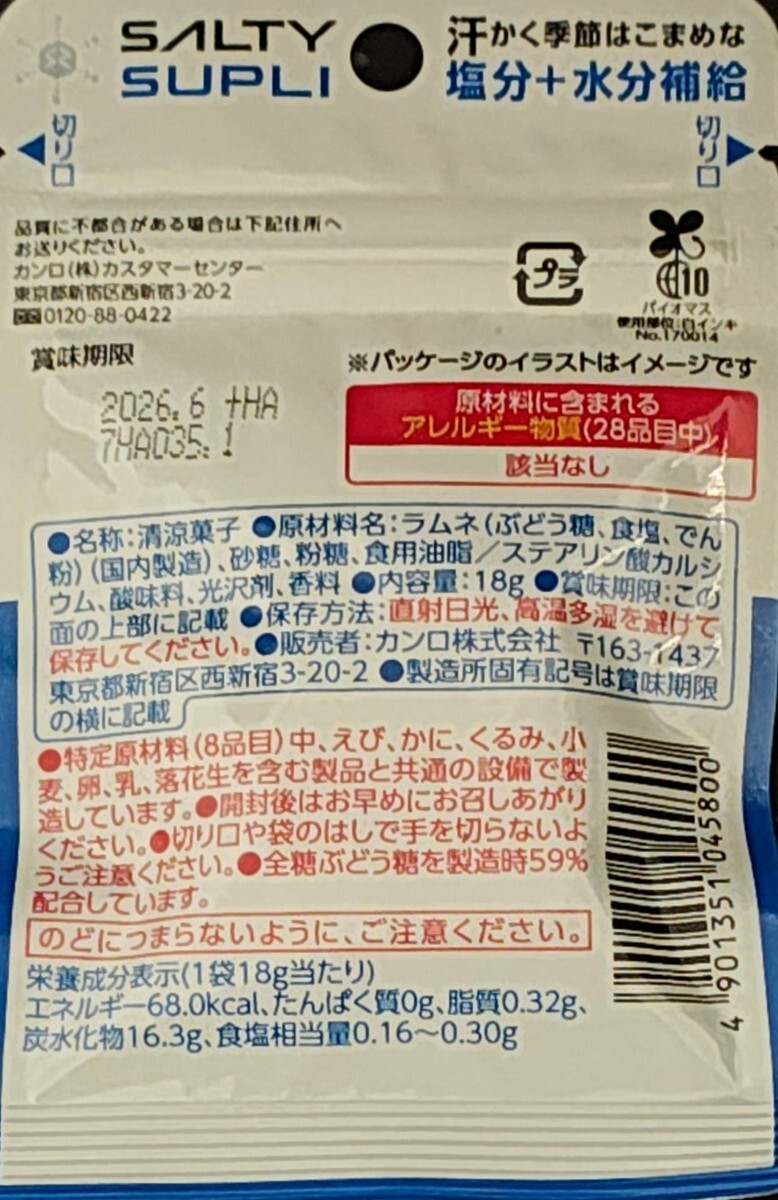 SALTY
SUPLI
汗かく季節はこまめな
塩分＋水分補給
切り口
切り口
品質に不都合がある場合は下記住所へ
お送りください。
カンロ(株)カスタマーセンター
東京都新宿区西新宿3-20-2
0120-88-0422
プラ
10
バイオマス
使用部位:白インキ
No.170014
賞味期限
2026.6 +HA
7HA035.1
※パッケージのイラストはイメージです
原材料に含まれる
アレルギー物質(28品目中)
該当なし
●名称:清涼菓子 ●原材料名:ラムネ(ぶどう糖、食塩、でん
粉)(国内製造)、砂糖、粉糖、食用油脂／ステアリン酸カルシ
ウム、酸味料、光沢剤、香料 ●内容量:18g ●賞味期限:この
面の上部に記載 ●保存方法:直射日光、高温多湿を避けて
保存してください。●販売者:カンロ株式会社 〒163-1437
東京都新宿区西新宿3-20-2 ●製造所固有記号は賞味期限
の横に記載
●特定原材料(8品目)中、えび、かに、くるみ、小
麦、卵、乳、落花生を含む製品と共通の設備で製
造しています。●開封後はお早めにお召しあがり
ください。●切り口や袋のはしで手を切らないよ
うご注意ください。●全糖ぶどう糖を製造時59%
配合しています。
のどにつまらないように、ご注意ください。
栄養成分表示(1袋18g当たり)
エネルギー68.0kcal、たんぱく質0g、脂質0.32g、
炭水化物16.3g、食塩相当量0.16〜0.30g
4 901351 045800